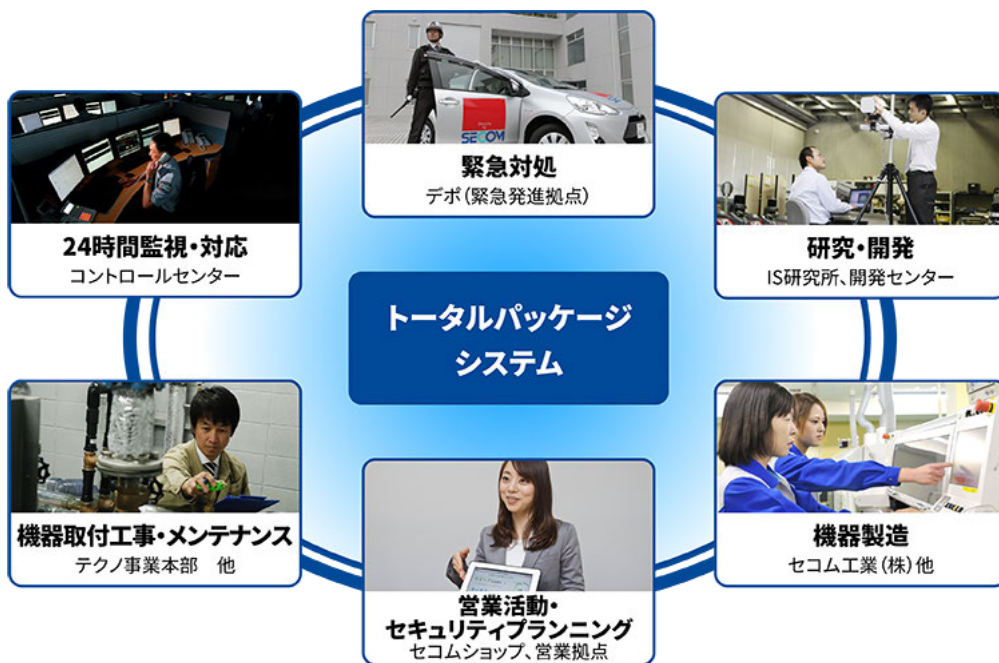 SECOM
緊急対処
デポ(緊急発進拠点)
24時間監視・対応
コントロールセンター
研究・開発
IS研究所、開発センター
トータルパッケージ
システム
機器取付工事・メンテナンス
テクノ事業本部　他
機器製造
セコム工業(株)他
営業活動・
セキュリティプランニング
セコムショップ、営業拠点